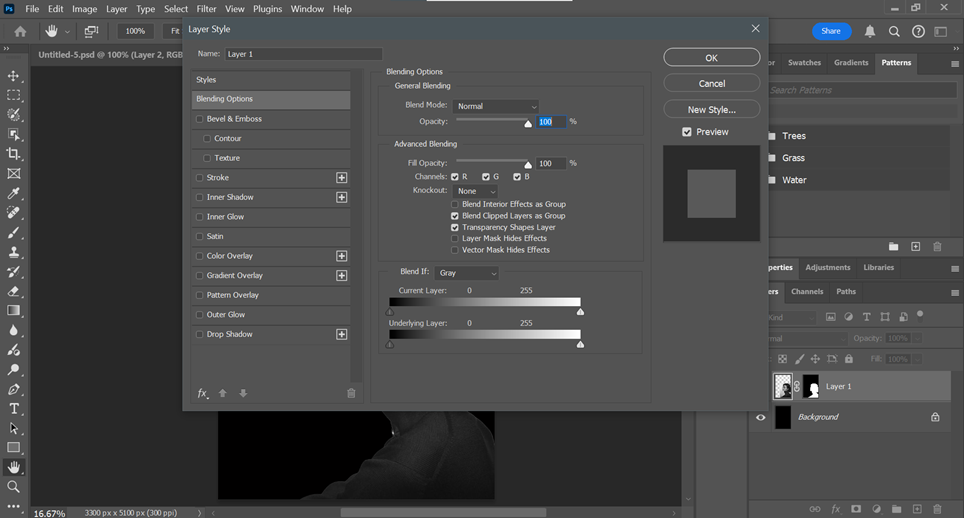 Ps File Edit Image Layer Type Select Filter View Plugins Window Help
100% Fit Share
Untitled-5.psd @ 100% (Layer 2, RGB
Layer Style
Name: Layer 1
Styles
Blending Options
Bevel & Emboss
Contour
Texture
Stroke
Inner Shadow
Inner Glow
Satin
Color Overlay
Gradient Overlay
Pattern Overlay
Outer Glow
Drop Shadow
fx
Blending Options
General Blending
Blend Mode: Normal
Opacity: 100 %
Advanced Blending
Fill Opacity: 100 %
Channels: R G B
Knockout: None
Blend Interior Effects as Group
Blend Clipped Layers as Group
Transparency Shapes Layer
Layer Mask Hides Effects
Vector Mask Hides Effects
Blend If: Gray
Current Layer: 0 255
Underlying Layer: 0 255
OK
Cancel
New Style...
Preview
or Swatches Gradients Patterns
Search Patterns
Trees
Grass
Water
perties Adjustments Libraries
ers Channels Paths
Kind
mal Opacity: 100%
Fill: 100%
Layer 1
Background
fx
16.67% 3300 px x 5100 px (300 ppi)